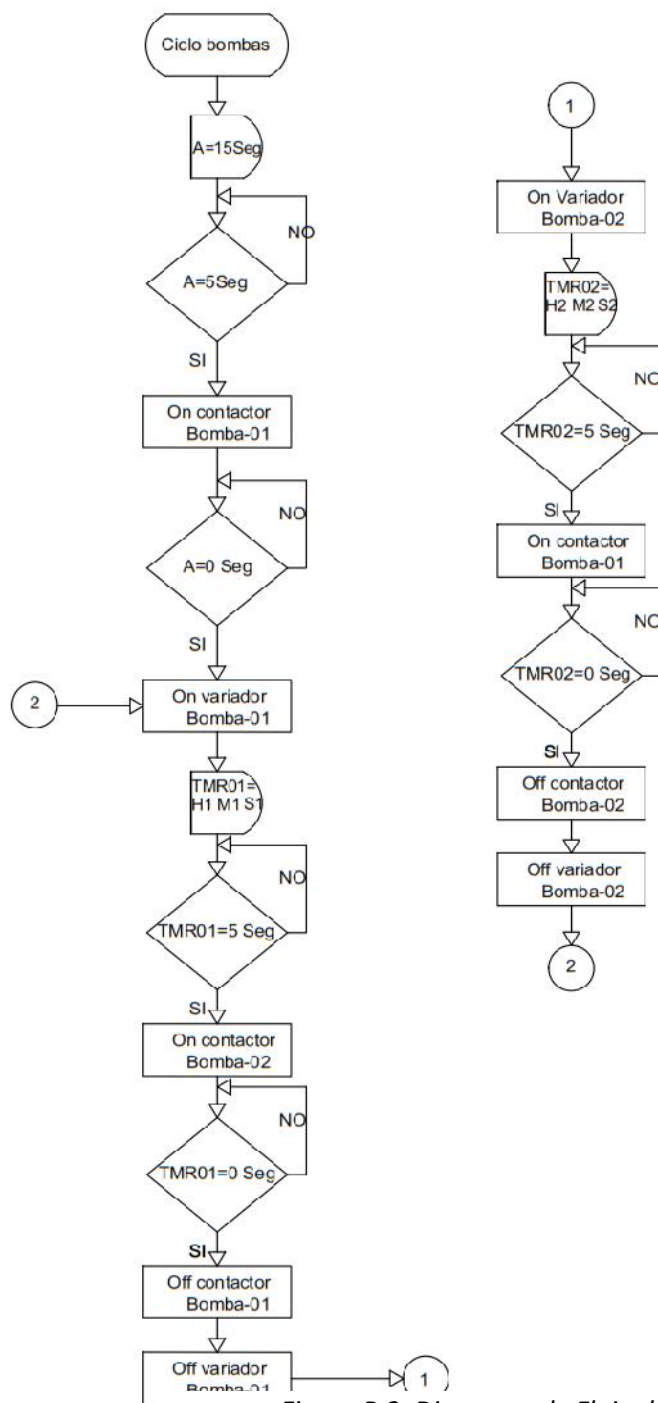 Ciclo bombas
A=15Seg
NO
A=5Seg
SI
On contactor
Bomba-01
NO
A=0 Seg
SI
2
On variador
Bomba-01
TMR01=
H1 M1 S1
NO
TMR01=5 Seg
SI
On contactor
Bomba-02
NO
TMR01=0 Seg
SI
Off contactor
Bomba-01
Off variador
Bomba-01
1
1
On Variador
Bomba-02
TMR02=
H2 M2 S2
NO
TMR02=5 Seg
SI
On contactor
Bomba-01
NO
TMR02=0 Seg
SI
Off contactor
Bomba-02
Off variador
Bomba-02
2